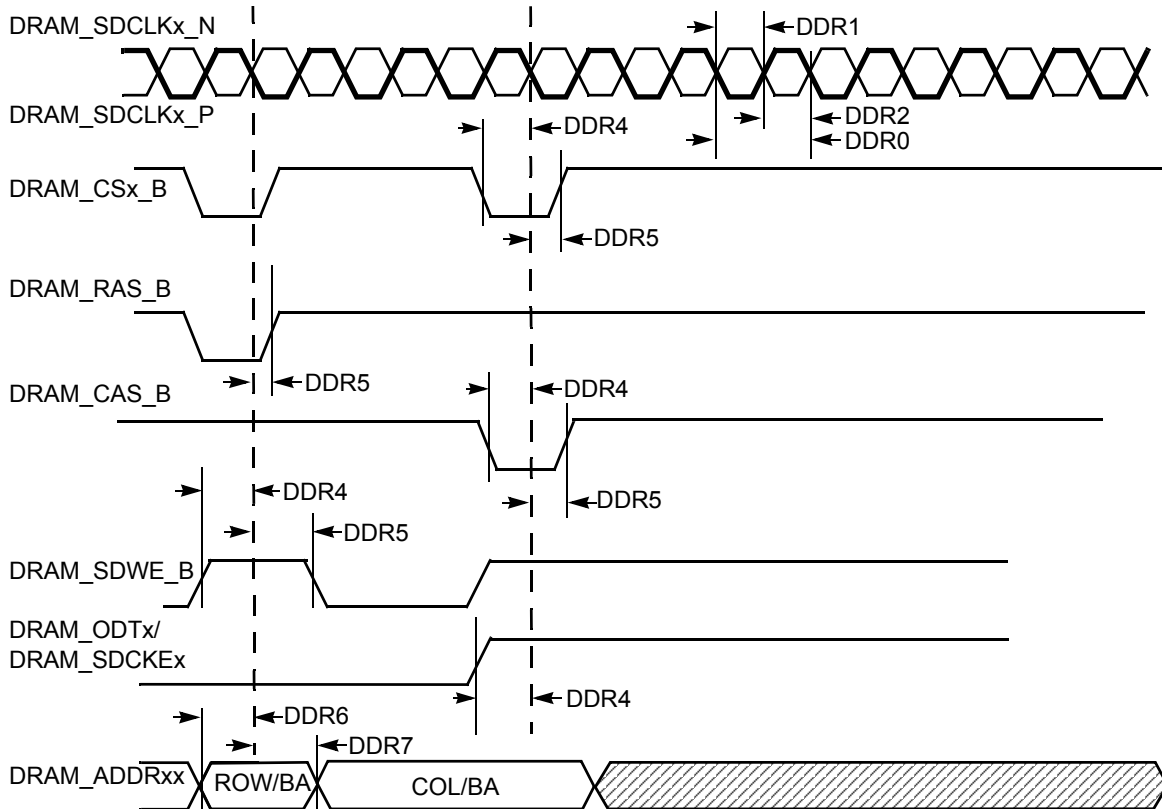 DRAM_SDCLKx_N
DDR1
DRAM_SDCLKx_P
DDR4
DDR2
DDR0
DRAM_CSx_B
DDR5
DRAM_RAS_B
DDR5
DDR4
DRAM_CAS_B
DDR4
DDR5
DDR5
DRAM_SDWE_B
DRAM_ODTx/
DRAM_SDCKEx
DDR4
DDR6
DDR7
DRAM_ADDRxx
ROW/BA
COL/BA